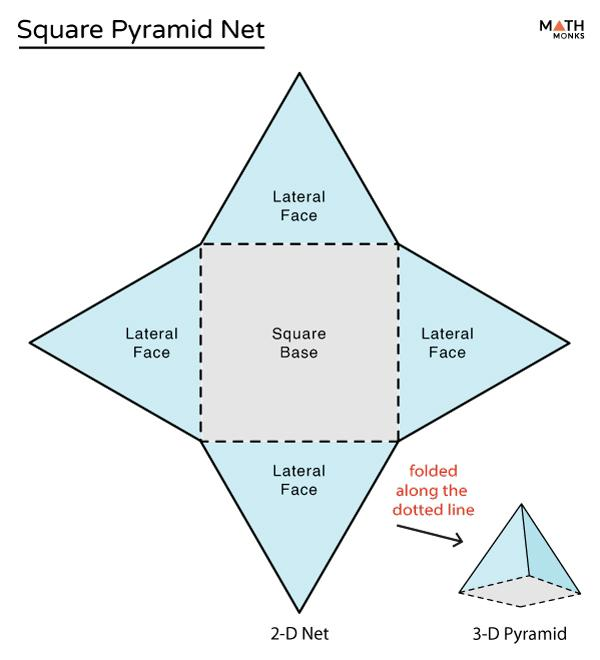 Square Pyramid Net
MATH
MONKS
Lateral
Face
Lateral
Face
Square
Base
Lateral
Face
Lateral
Face
folded
along the
dotted line
2-D Net
3-D Pyramid